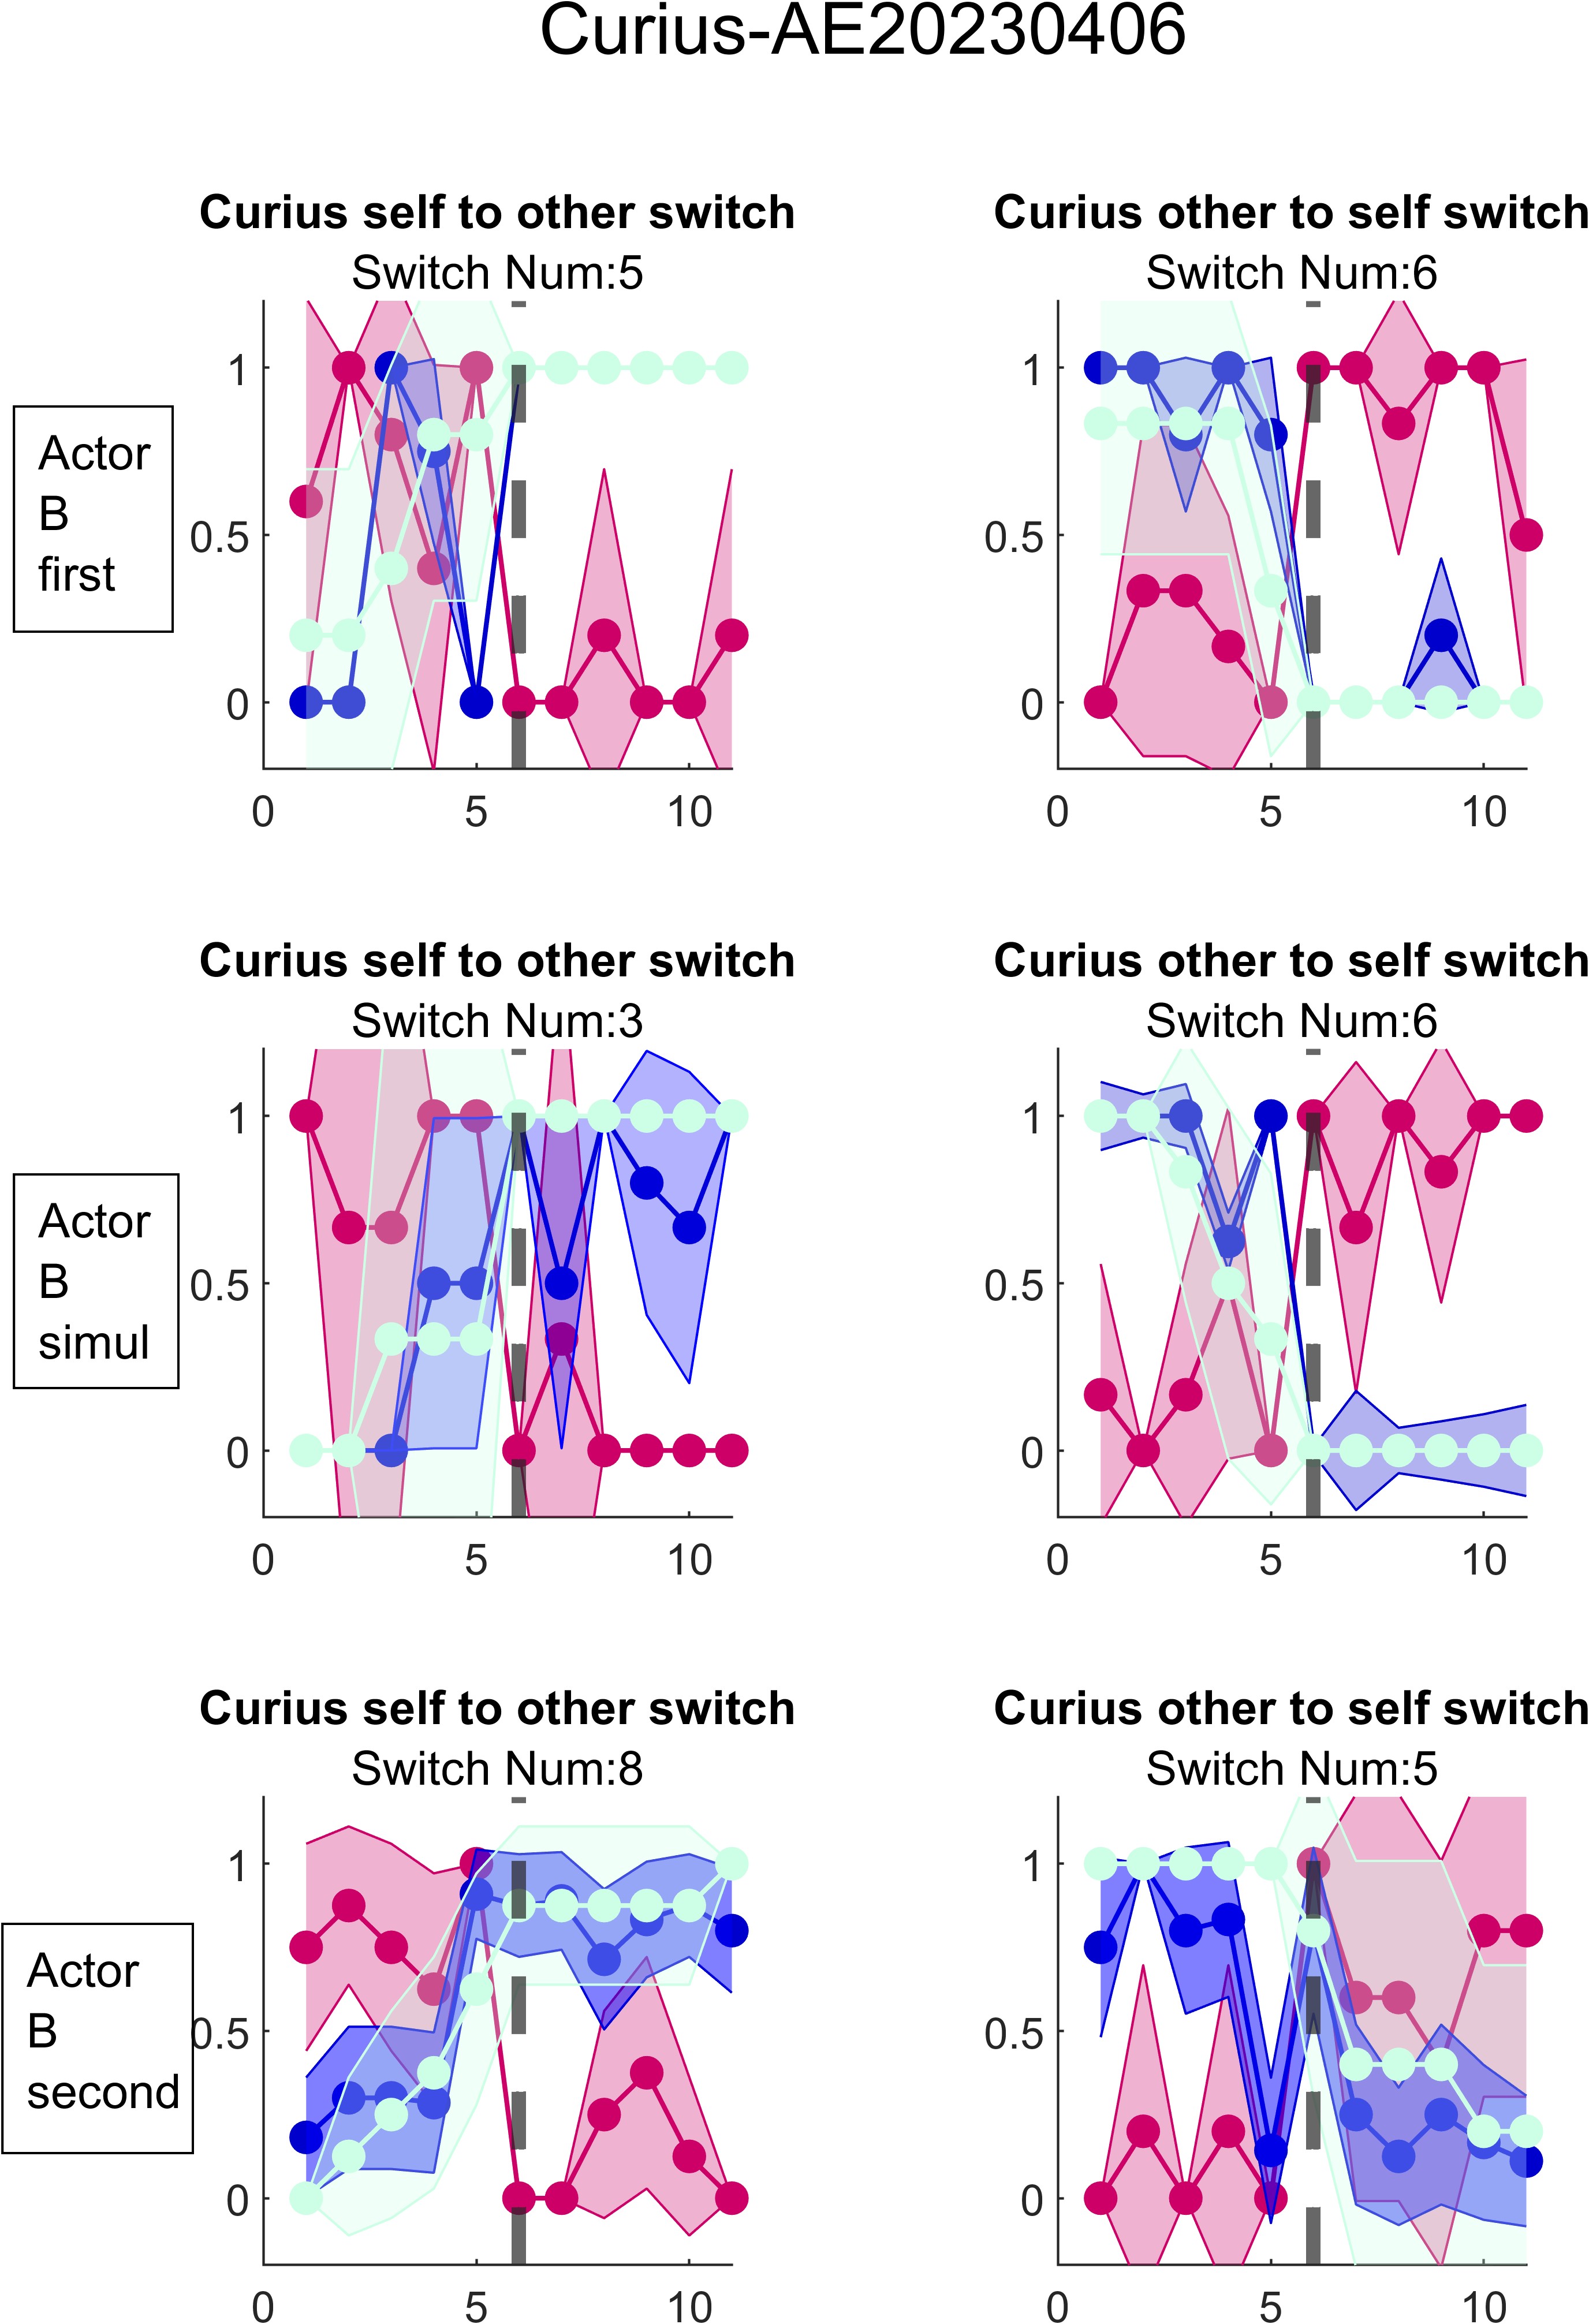 Curius-AE20230406
Curius self to other switch
Switch Num:5
Curius other to self switch
Switch Num:6
Actor
B
first
1
0.5
0
0
5
10
1
0.5
0
0
5
10
Curius self to other switch
Switch Num:3
Curius other to self switch
Switch Num:6
Actor
B
simul
1
0.5
0
0
5
10
1
0.5
0
0
5
10
Curius self to other switch
Switch Num:8
Curius other to self switch
Switch Num:5
Actor
B
second
1
0.5
0
0
5
10
1
0.5
0
0
5
10